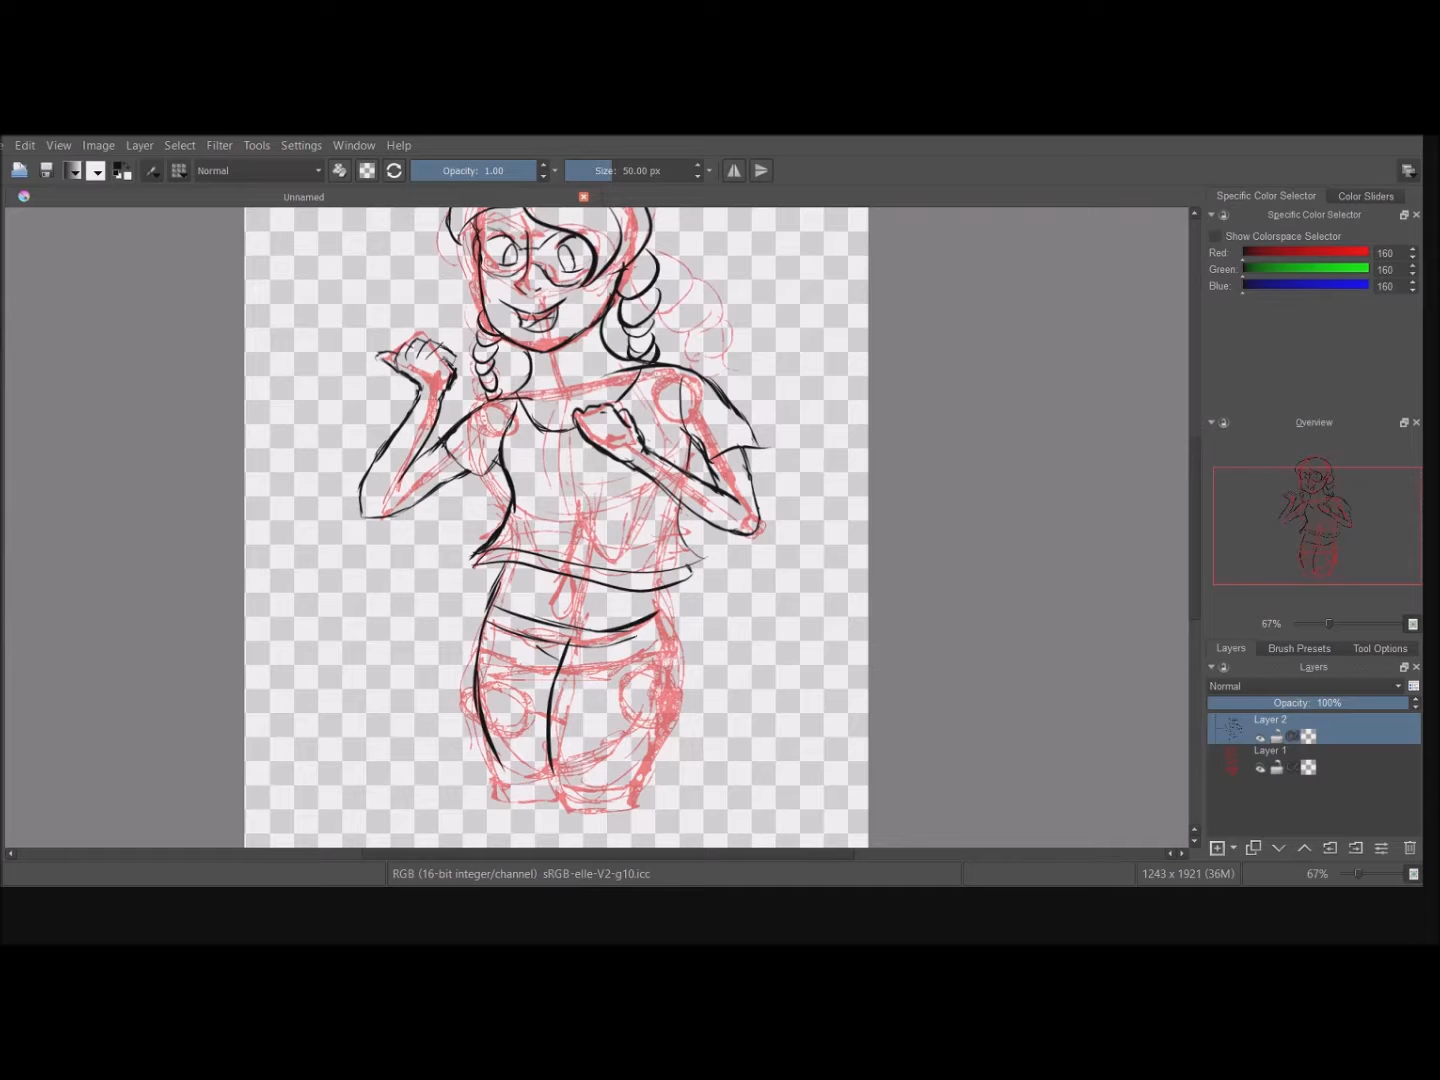 Edit View Image Layer Select Filter Tools Settings Window Help
Normal Opacity: 1.00 Size: 50.00 px
Unnamed
Specific Color Selector Color Sliders
Specific Color Selector
Show Colorspace Selector
Red: 160
Green: 160
Blue: 160
Overview
67%
Layers Brush Presets Tool Options
Layers
Normal
Opacity: 100%
Layer 2
Layer 1
RGB (16-bit integer/channel) sRGB-elle-V2-g10.icc 1243 x 1921 (36M) 67%